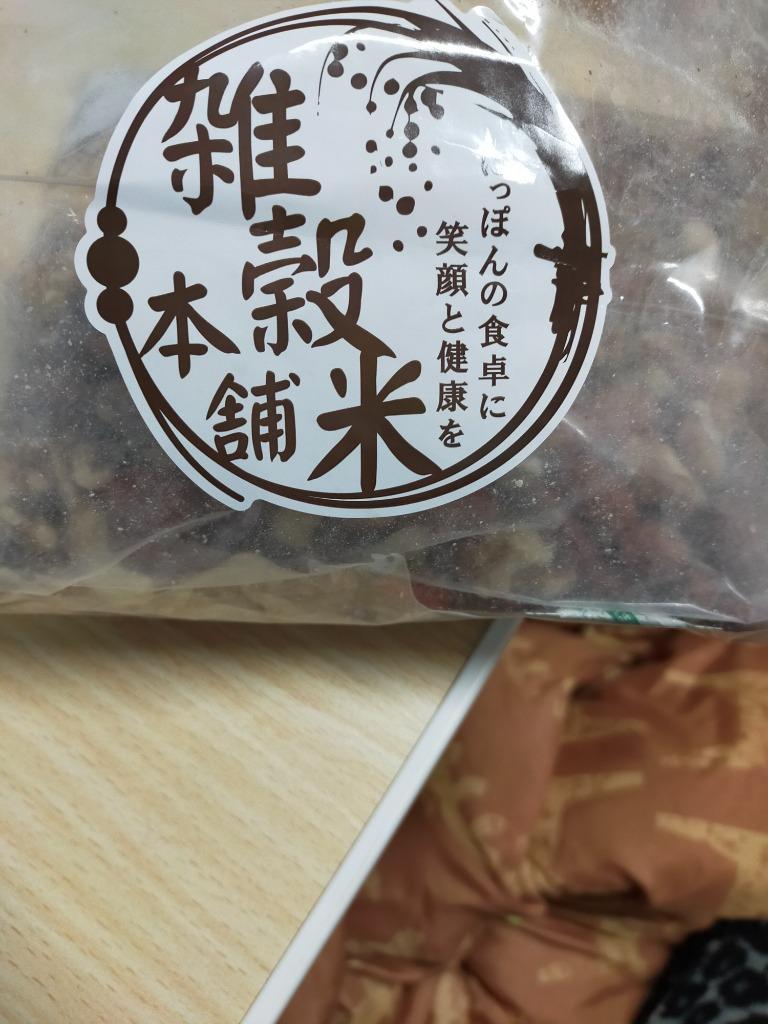 雑穀米
本舗
っぽんの食卓に
笑顔と健康を